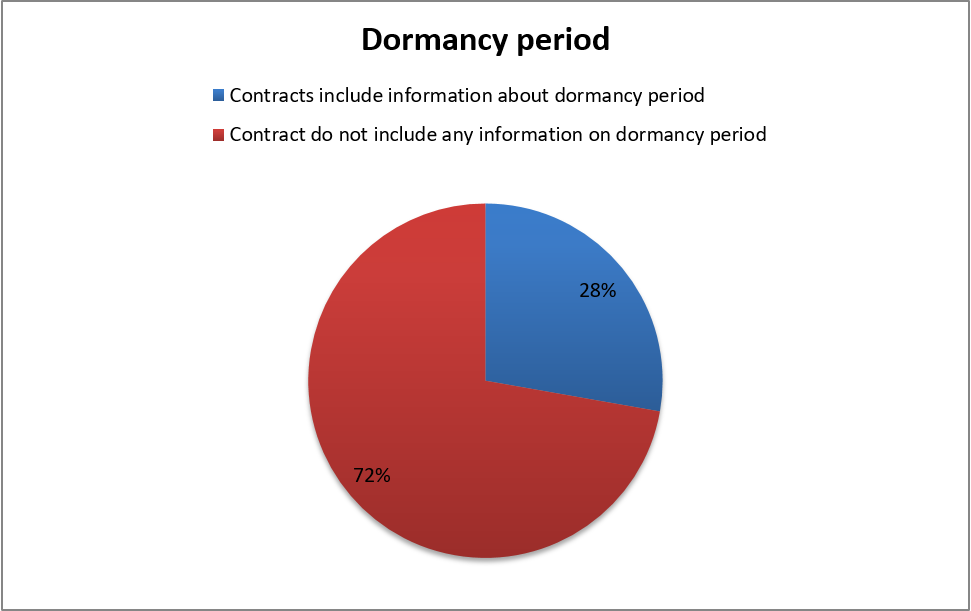 Dormancy period
Contracts include information about dormancy period
Contract do not include any information on dormancy period
28%
72%